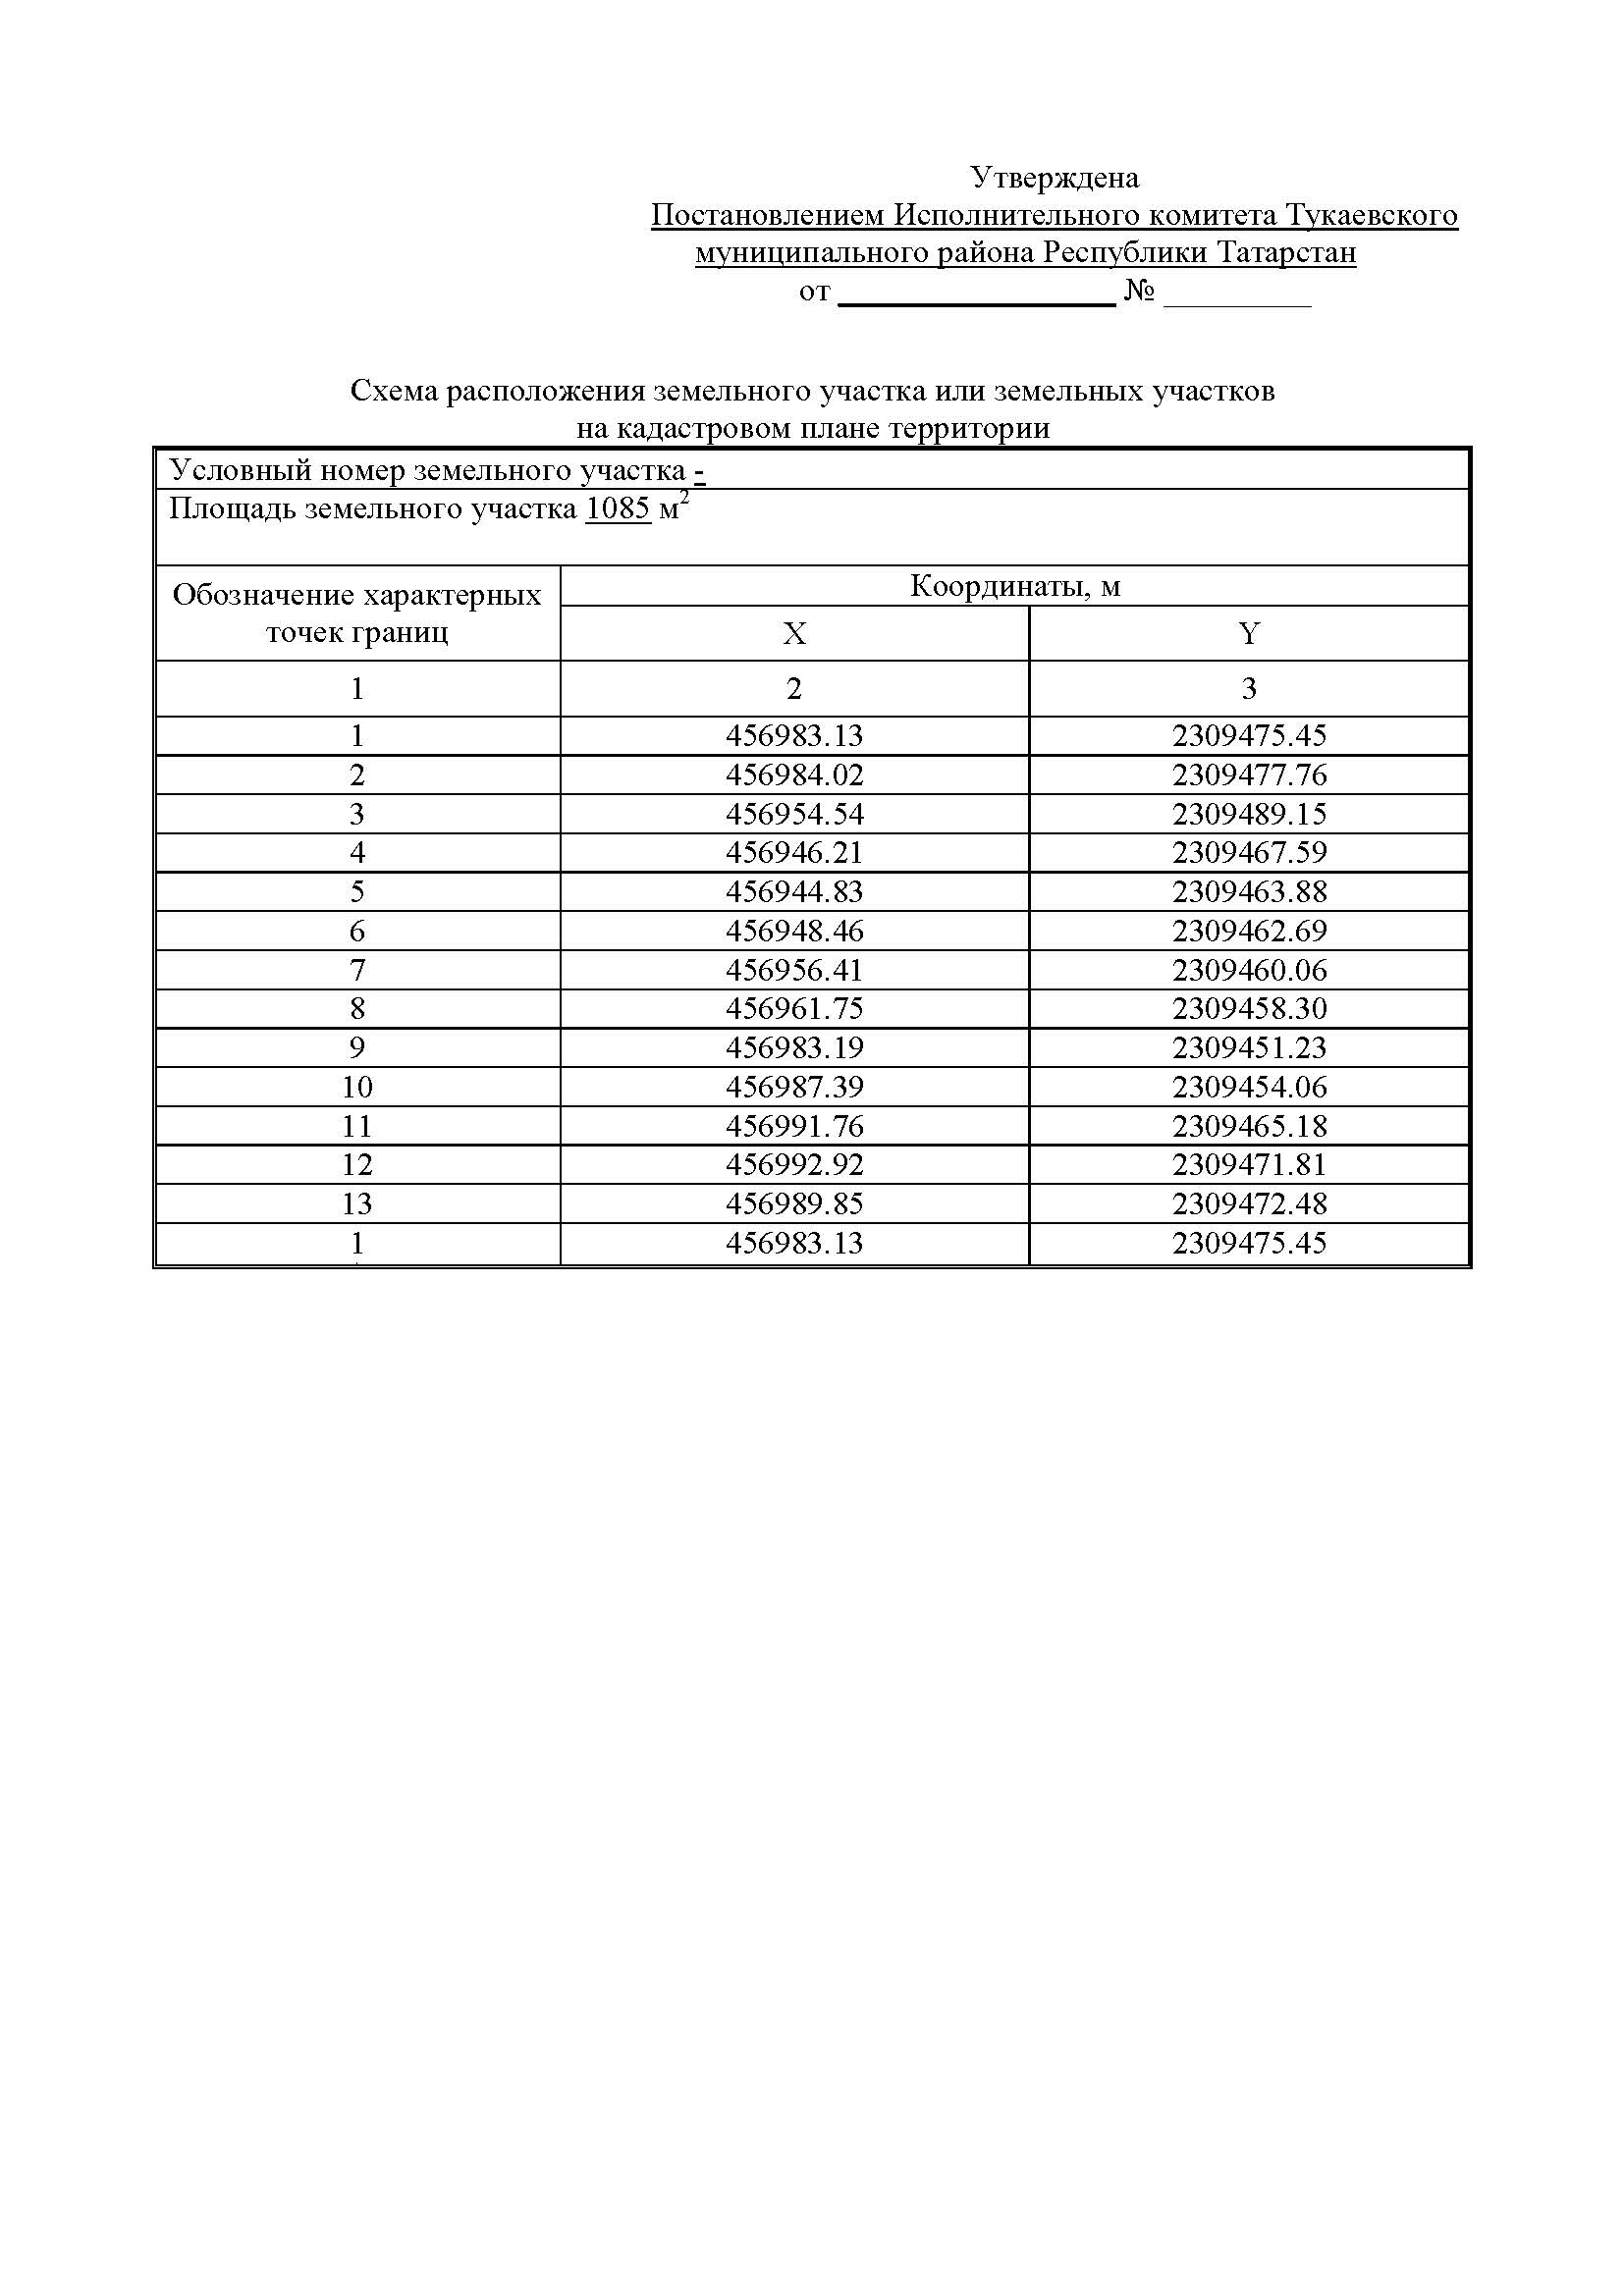 Утверждена
Постановлением Исполнительного комитета Тукаевского
муниципального района Республики Татарстан
от _________________ № _________
Схема расположения земельного участка или земельных участков
на кадастровом плане территории
Условный номер земельного участка -
Площадь земельного участка 1085 м²
Обозначение характерных точек границ
Координаты, м
X Y
1 2 3
1 456983.13 2309475.45
2 456984.02 2309477.76
3 456954.54 2309489.15
4 456946.21 2309467.59
5 456944.83 2309463.88
6 456948.46 2309462.69
7 456956.41 2309460.06
8 456961.75 2309458.30
9 456983.19 2309451.23
10 456987.39 2309454.06
11 456991.76 2309465.18
12 456992.92 2309471.81
13 456989.85 2309472.48
1 456983.13 2309475.45